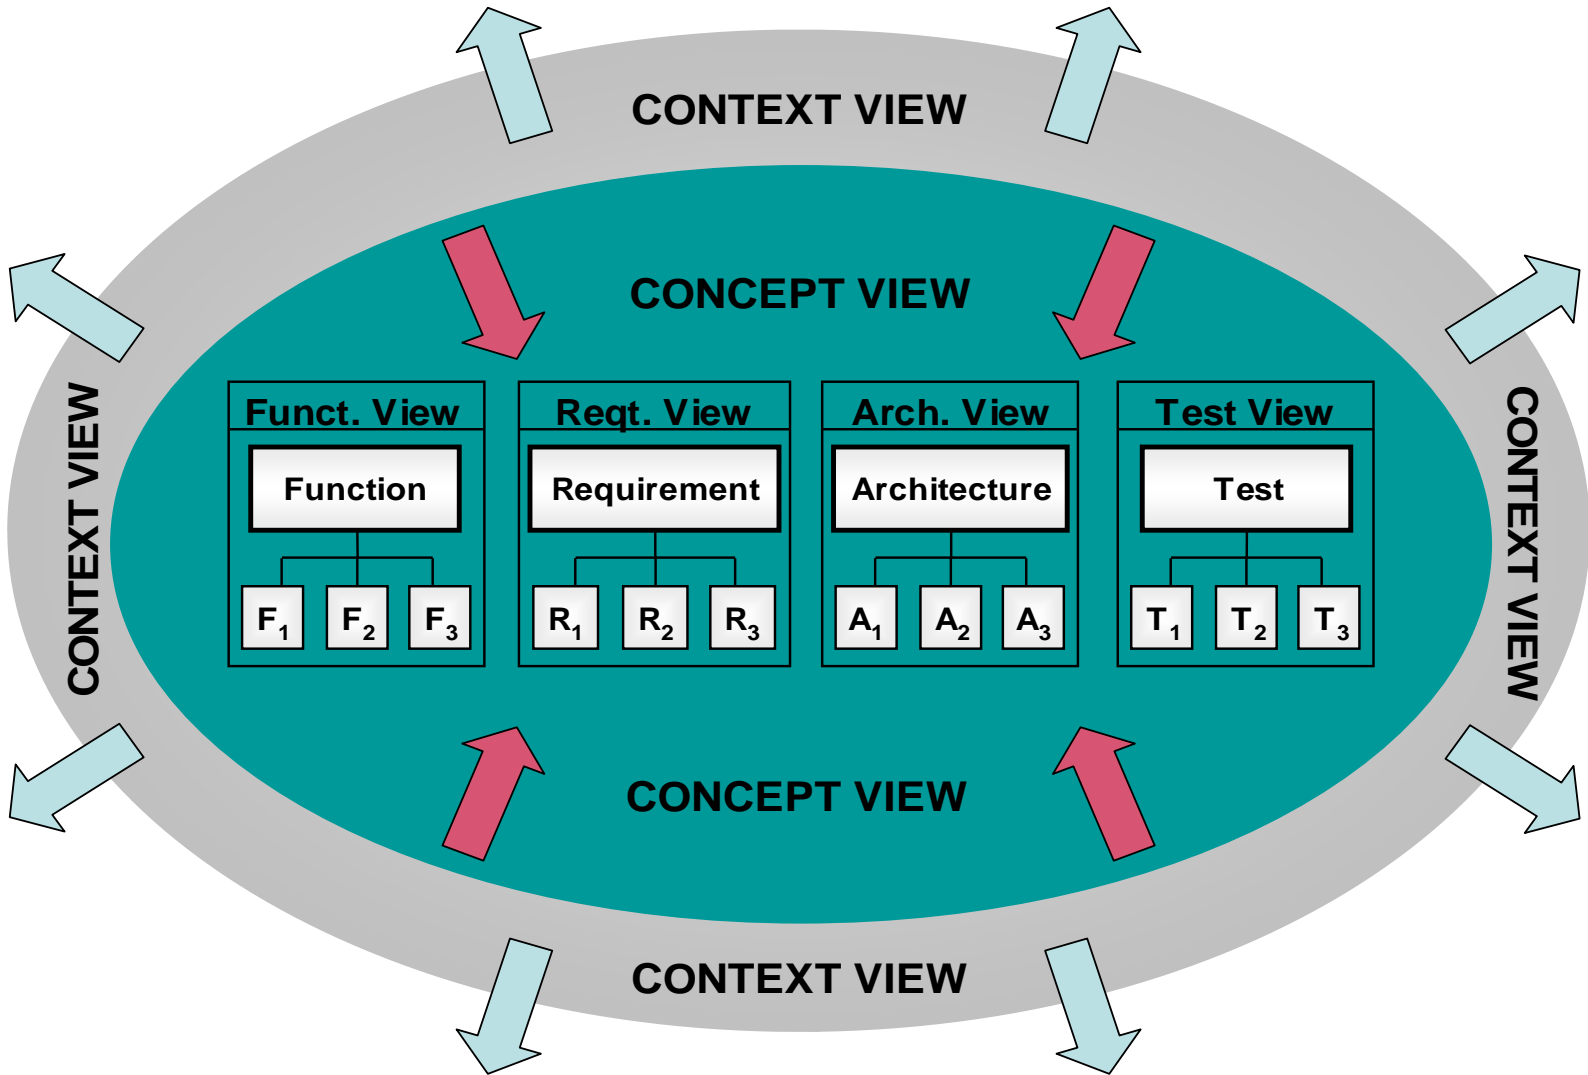 CONTEXT VIEW
CONCEPT VIEW
CONTEXT VIEW
CONTEXT VIEW
Funct. View
Reqt. View
Arch. View
Test View
Function
Requirement
Architecture
Test
F1 F2 F3
R1 R2 R3
A1 A2 A3
T1 T2 T3
CONCEPT VIEW
CONTEXT VIEW